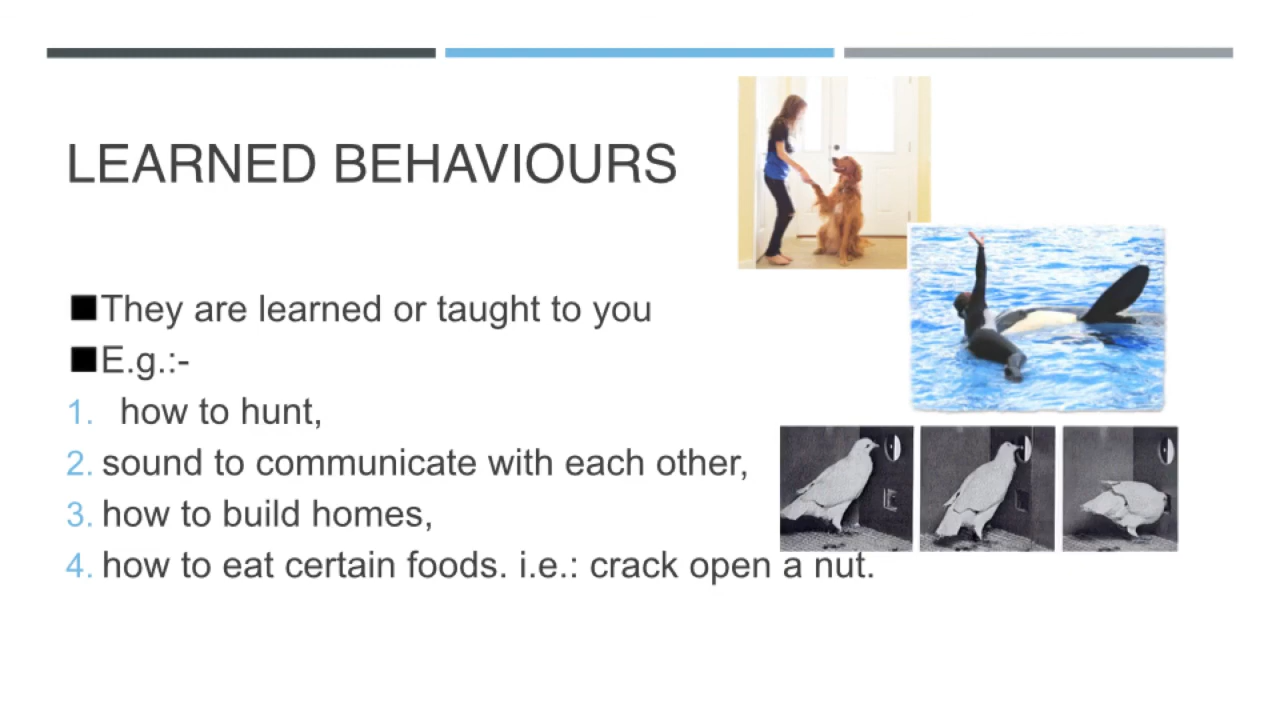 LEARNED BEHAVIOURS
They are learned or taught to you
E.g.:-
1. how to hunt,
2. sound to communicate with each other,
3. how to build homes,
4. how to eat certain foods. i.e.: crack open a nut.